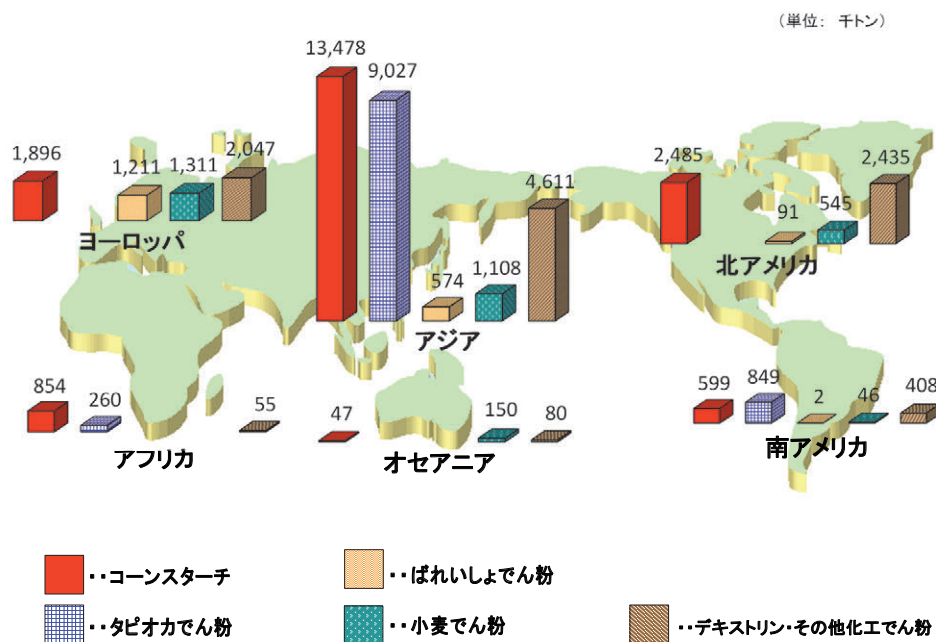 （単位： 千トン）
13,478
9,027
1,896
1,211
1,311
2,047
ヨーロッパ
574
1,108
4,611
アジア
2,485
91
545
2,435
北アメリカ
854
260
55
アフリカ
47
150
80
オセアニア
599
849
2
46
408
南アメリカ
・・コーンスターチ
・・ばれいしょでん粉
・・タピオカでん粉
・・小麦でん粉
・・デキストリン・その他化工でん粉